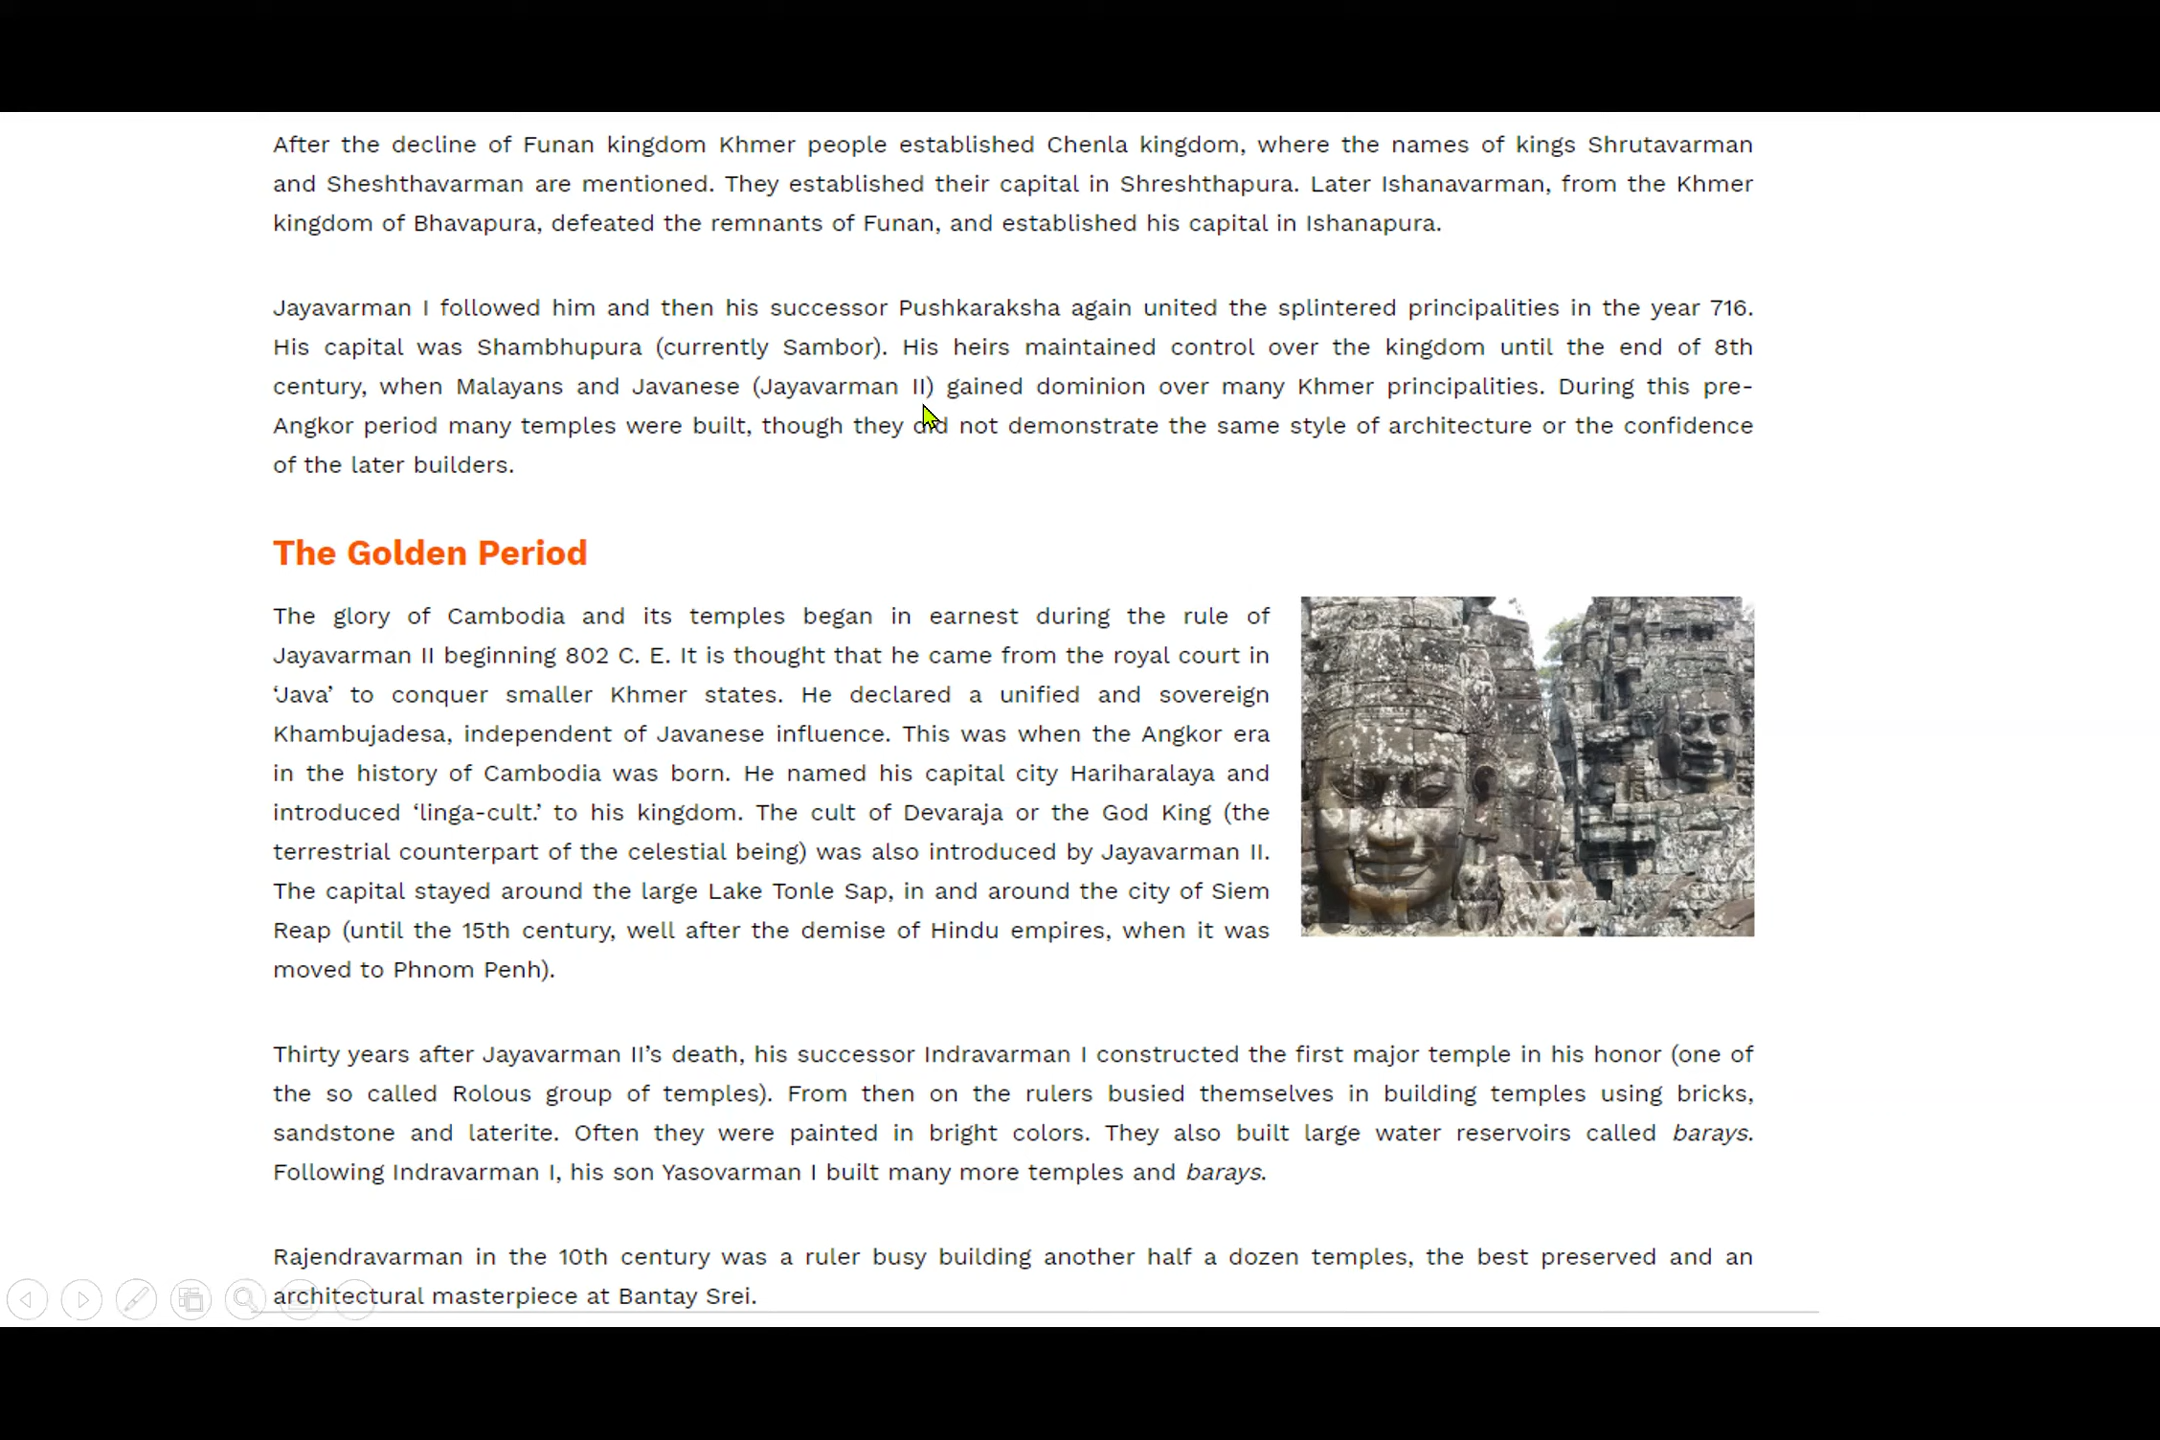 After the decline of Funan kingdom Khmer people established Chenla kingdom, where the names of kings Shrutavarman
and Sheshthavarman are mentioned. They established their capital in Shreshthapura. Later Ishanavarman, from the Khmer
kingdom of Bhavapura, defeated the remnants of Funan, and established his capital in Ishanapura.
Jayavarman I followed him and then his successor Pushkaraksha again united the splintered principalities in the year 716.
His capital was Shambhupura (currently Sambor). His heirs maintained control over the kingdom until the end of 8th
century, when Malayans and Javanese (Jayavarman II) gained dominion over many Khmer principalities. During this pre-
Angkor period many temples were built, though they did not demonstrate the same style of architecture or the confidence
of the later builders.
The Golden Period
The glory of Cambodia and its temples began in earnest during the rule of
Jayavarman II beginning 802 C. E. It is thought that he came from the royal court in
‘Java’ to conquer smaller Khmer states. He declared a unified and sovereign
Khambujadesa, independent of Javanese influence. This was when the Angkor era
in the history of Cambodia was born. He named his capital city Hariharalaya and
introduced ‘linga-cult.’ to his kingdom. The cult of Devaraja or the God King (the
terrestrial counterpart of the celestial being) was also introduced by Jayavarman II.
The capital stayed around the large Lake Tonle Sap, in and around the city of Siem
Reap (until the 15th century, well after the demise of Hindu empires, when it was
moved to Phnom Penh).
Thirty years after Jayavarman II’s death, his successor Indravarman I constructed the first major temple in his honor (one of
the so called Rolous group of temples). From then on the rulers busied themselves in building temples using bricks,
sandstone and laterite. Often they were painted in bright colors. They also built large water reservoirs called barays.
Following Indravarman I, his son Yasovarman I built many more temples and barays.
Rajendravarman in the 10th century was a ruler busy building another half a dozen temples, the best preserved and an
architectural masterpiece at Bantay Srei.